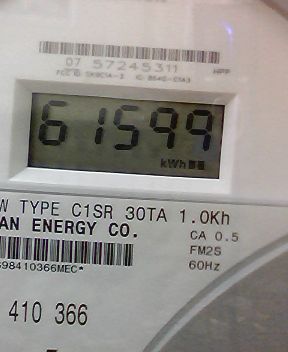 07 57245311
61599
kWh
TYPE C1SR 30TA 1.0Kh
AN ENERGY CO.
CA 0.5
FM2S
60Hz
98410366MEC*
410 366